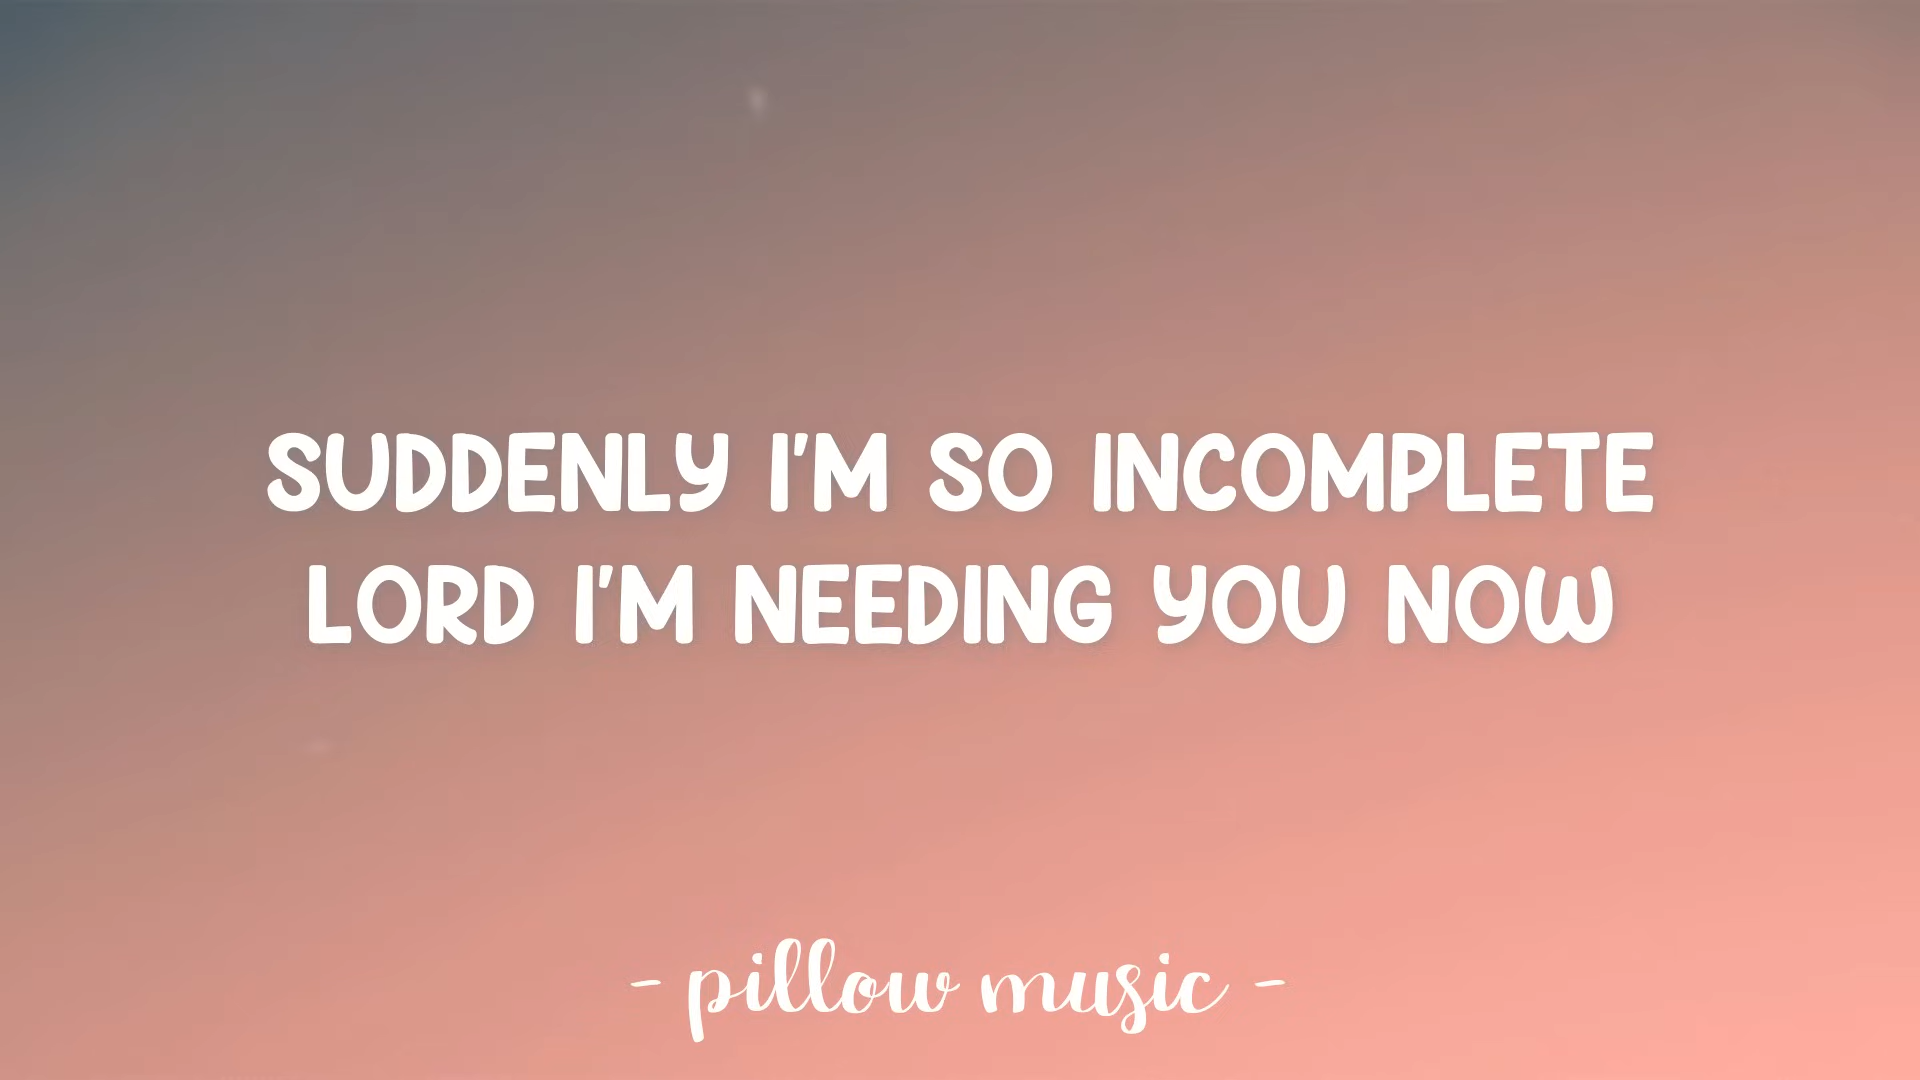 SUDDENLY I'M SO INCOMPLETE
LORD I'M NEEDING YOU NOW
- pillow music -